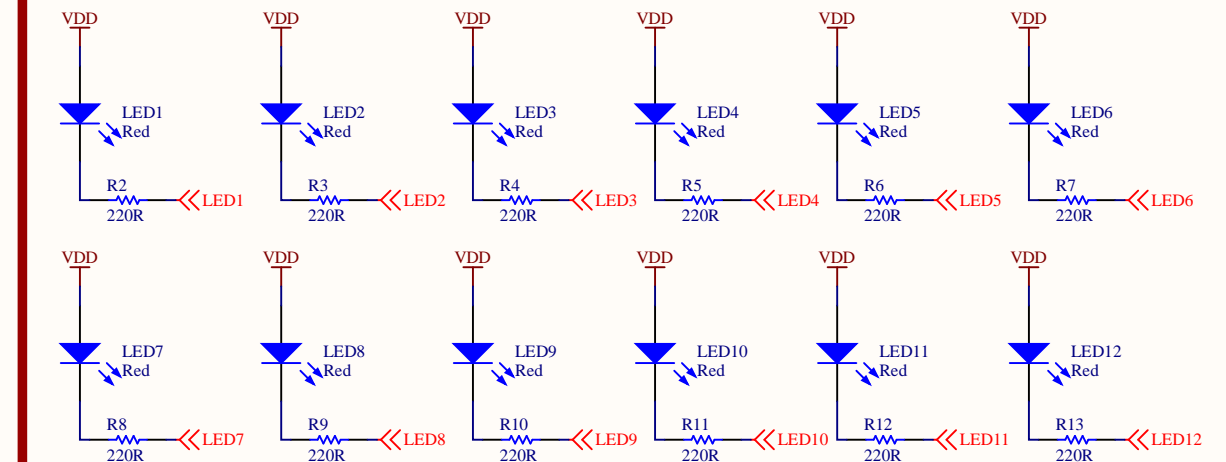 VDD VDD VDD VDD VDD VDD
LED1 LED2 LED3 LED4 LED5 LED6
Red Red Red Red Red Red
R2 R3 R4 R5 R6 R7
LED1 LED2 LED3 LED4 LED5 LED6
220R 220R 220R 220R 220R 220R
VDD VDD VDD VDD VDD VDD
LED7 LED8 LED9 LED10 LED11 LED12
Red Red Red Red Red Red
R8 R9 R10 R11 R12 R13
LED7 LED8 LED9 LED10 LED11 LED12
220R 220R 220R 220R 220R 220R